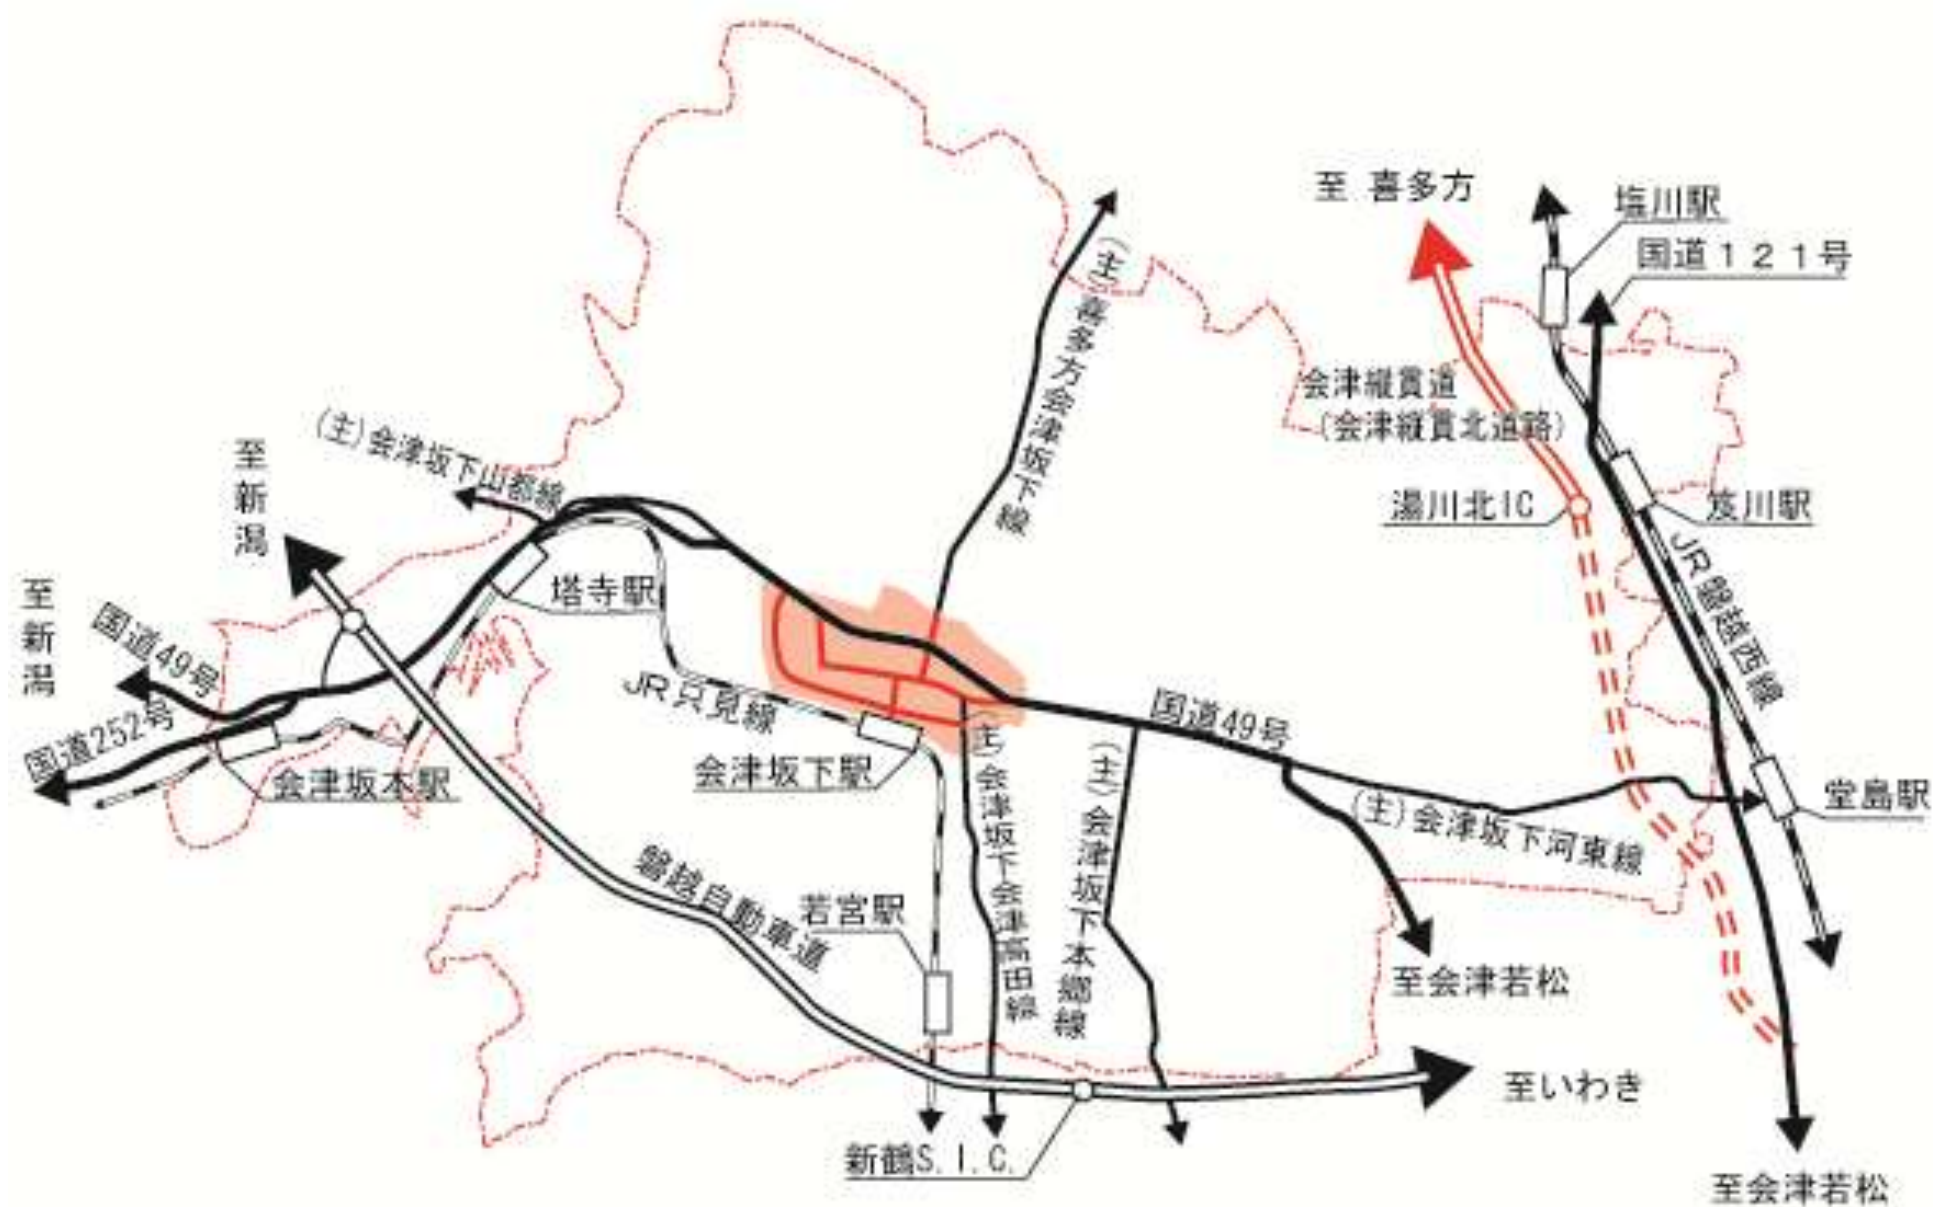 至 喜多方
塩川駅
国道121号
(主)喜多方会津坂下線
会津縦貫道
(会津縦貫北道路)
(主)会津坂下山都線
至新潟
湯川北IC
笈川駅
JR磐越西線
至新潟
国道49号
塔寺駅
国道252号
JR只見線
国道49号
会津坂本駅
会津坂下駅
(主)会津坂下会津高田線
(主)会津坂下本郷線
(主)会津坂下河東線
堂島駅
磐越自動車道
若宮駅
至会津若松
至いわき
新鶴S.I.C.
至会津若松